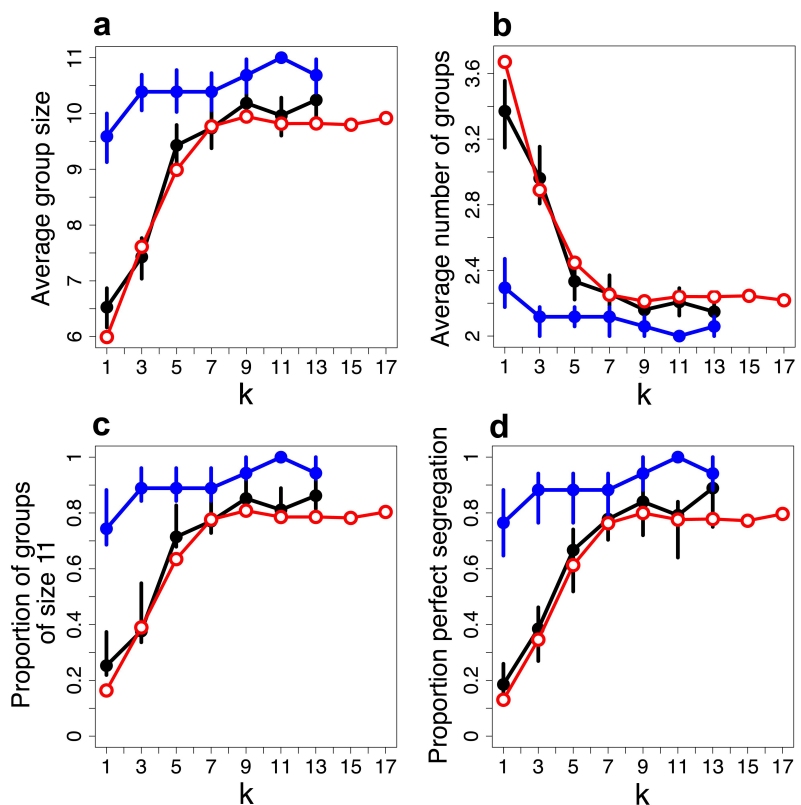 a
Average group size
11
10
9
8
7
6
1 3 5 7 9 11 13 15 17
k
b
Average number of groups
3.6
3.2
2.8
2.4
2
1 3 5 7 9 11 13 15 17
k
c
Proportion of groups
of size 11
1
0.8
0.6
0.4
0.2
0
1 3 5 7 9 11 13 15 17
k
d
Proportion perfect segregation
1
0.8
0.6
0.4
0.2
0
1 3 5 7 9 11 13 15 17
k